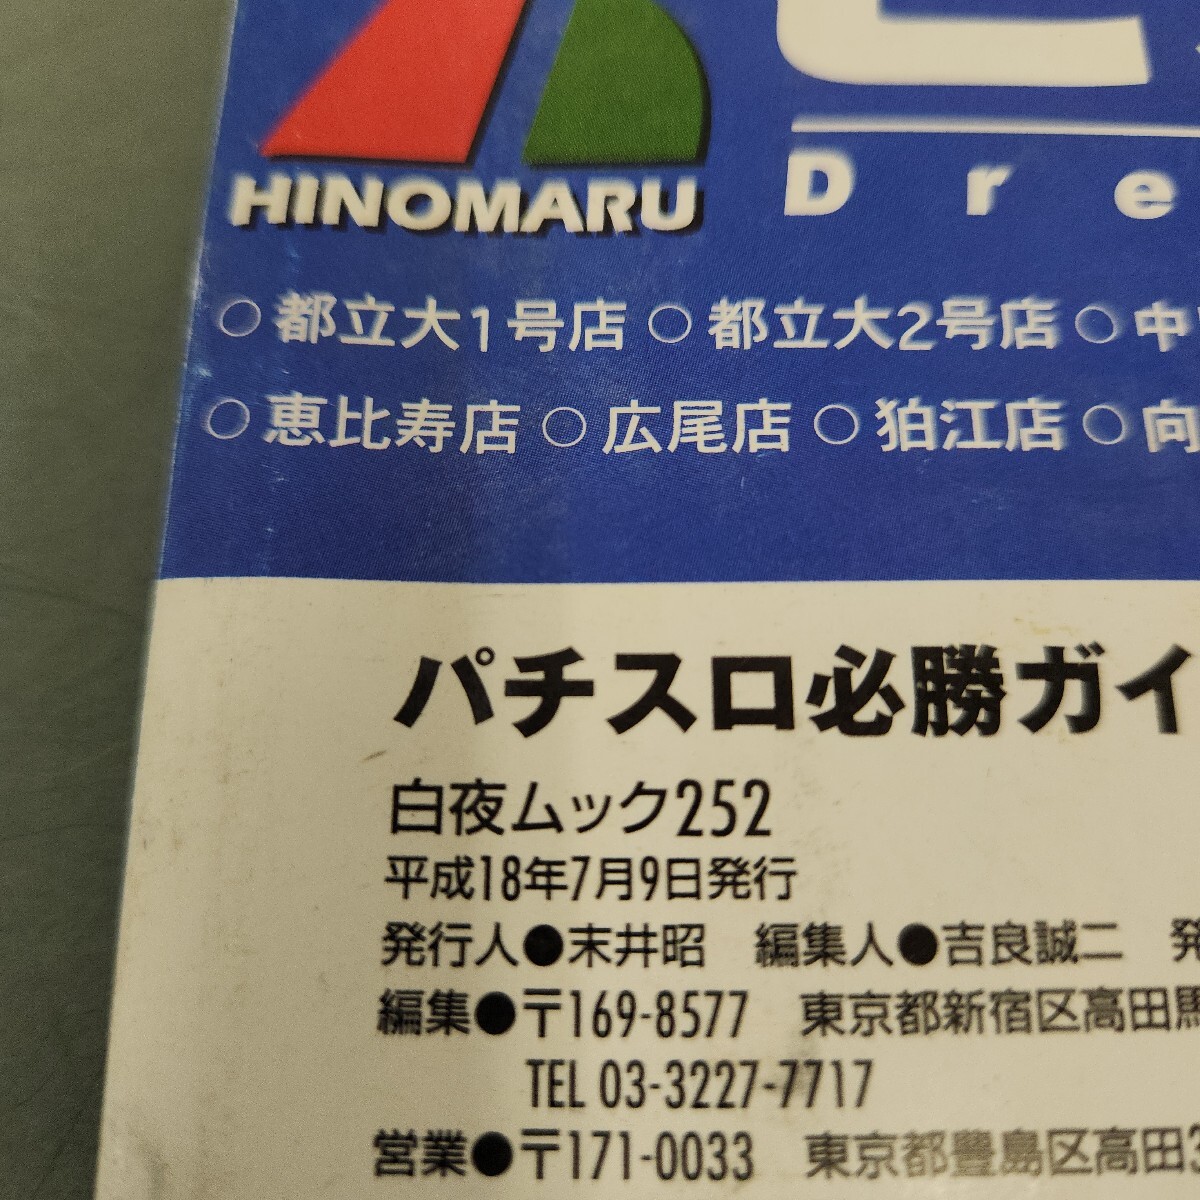 HINOMARU
Dre
○都立大1号店 ○都立大2号店 ○中
○恵比寿店 ○広尾店 ○狛江店 ○向
パチスロ必勝ガイ
白夜ムック252
平成18年7月9日発行
発行人●末井昭 編集人●吉良誠二 発
編集●〒169-8577 東京都新宿区高田馬
TEL 03-3227-7717
営業●〒171-0033 東京都豊島区高田3